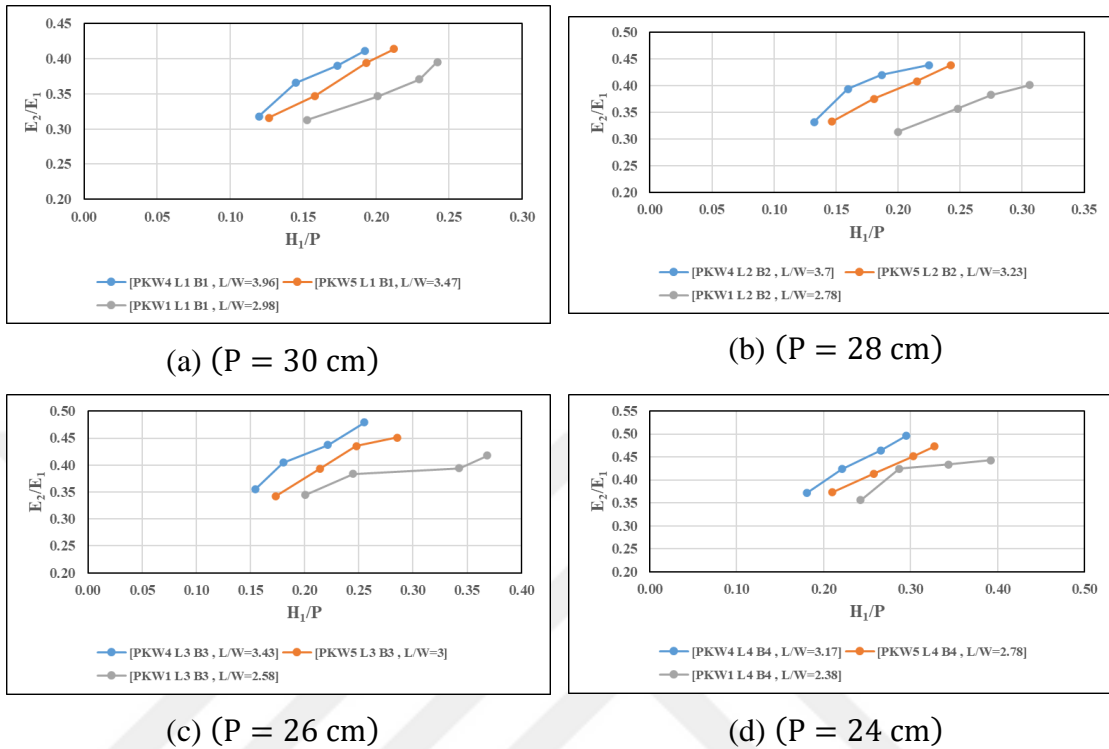 0.45
0.40
0.35
0.30
0.25
0.20
E₂/E₁
0.00 0.05 0.10 0.15 0.20 0.25 0.30
H₁/P
[PKW4 L1 B1 , L/W=3.96] [PKW5 L1 B1, L/W=3.47]
[PKW1 L1 B1 , L/W=2.98]
(a) (P = 30 cm)
0.50
0.45
0.40
0.35
0.30
0.25
0.20
E₂/E₁
0.00 0.05 0.10 0.15 0.20 0.25 0.30 0.35
H₁/P
[PKW4 L2 B2 , L/W=3.7] [PKW5 L2 B2 , L/W=3.23]
[PKW1 L2 B2 , L/W=2.78]
(b) (P = 28 cm)
0.50
0.45
0.40
0.35
0.30
0.25
0.20
E₂/E₁
0.00 0.05 0.10 0.15 0.20 0.25 0.30 0.35 0.40
H₁/P
[PKW4 L3 B3 , L/W=3.43] [PKW5 L3 B3 , L/W=3]
[PKW1 L3 B3 , L/W=2.58]
(c) (P = 26 cm)
0.55
0.50
0.45
0.40
0.35
0.30
0.25
0.20
E₂/E₁
0.00 0.10 0.20 0.30 0.40 0.50
H₁/P
[PKW4 L4 B4 , L/W=3.17] [PKW5 L4 B4 , L/W=2.78]
[PKW1 L4 B4 , L/W=2.38]
(d) (P = 24 cm)